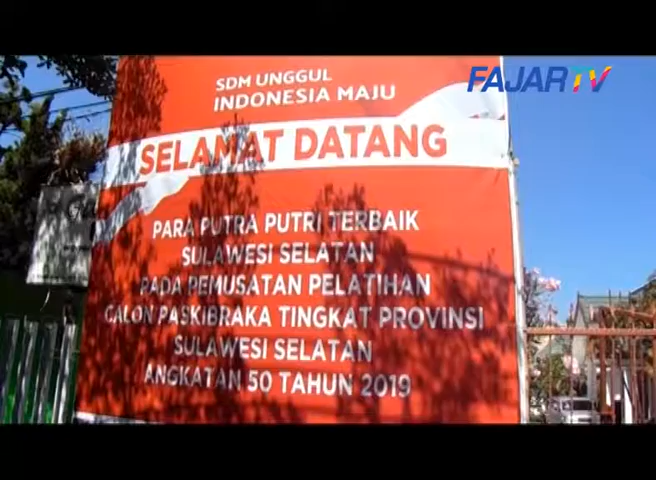 FAJAR TV
SDM UNGGUL
INDONESIA MAJU
SELAMAT DATANG
PARA PUTRA PUTRI TERBAIK
SULAWESI SELATAN
PADA PEMUSATAN PELATIHAN
CALON PASKIBRAKA TINGKAT PROVINSI
SULAWESI SELATAN
ANGKATAN 50 TAHUN 2019